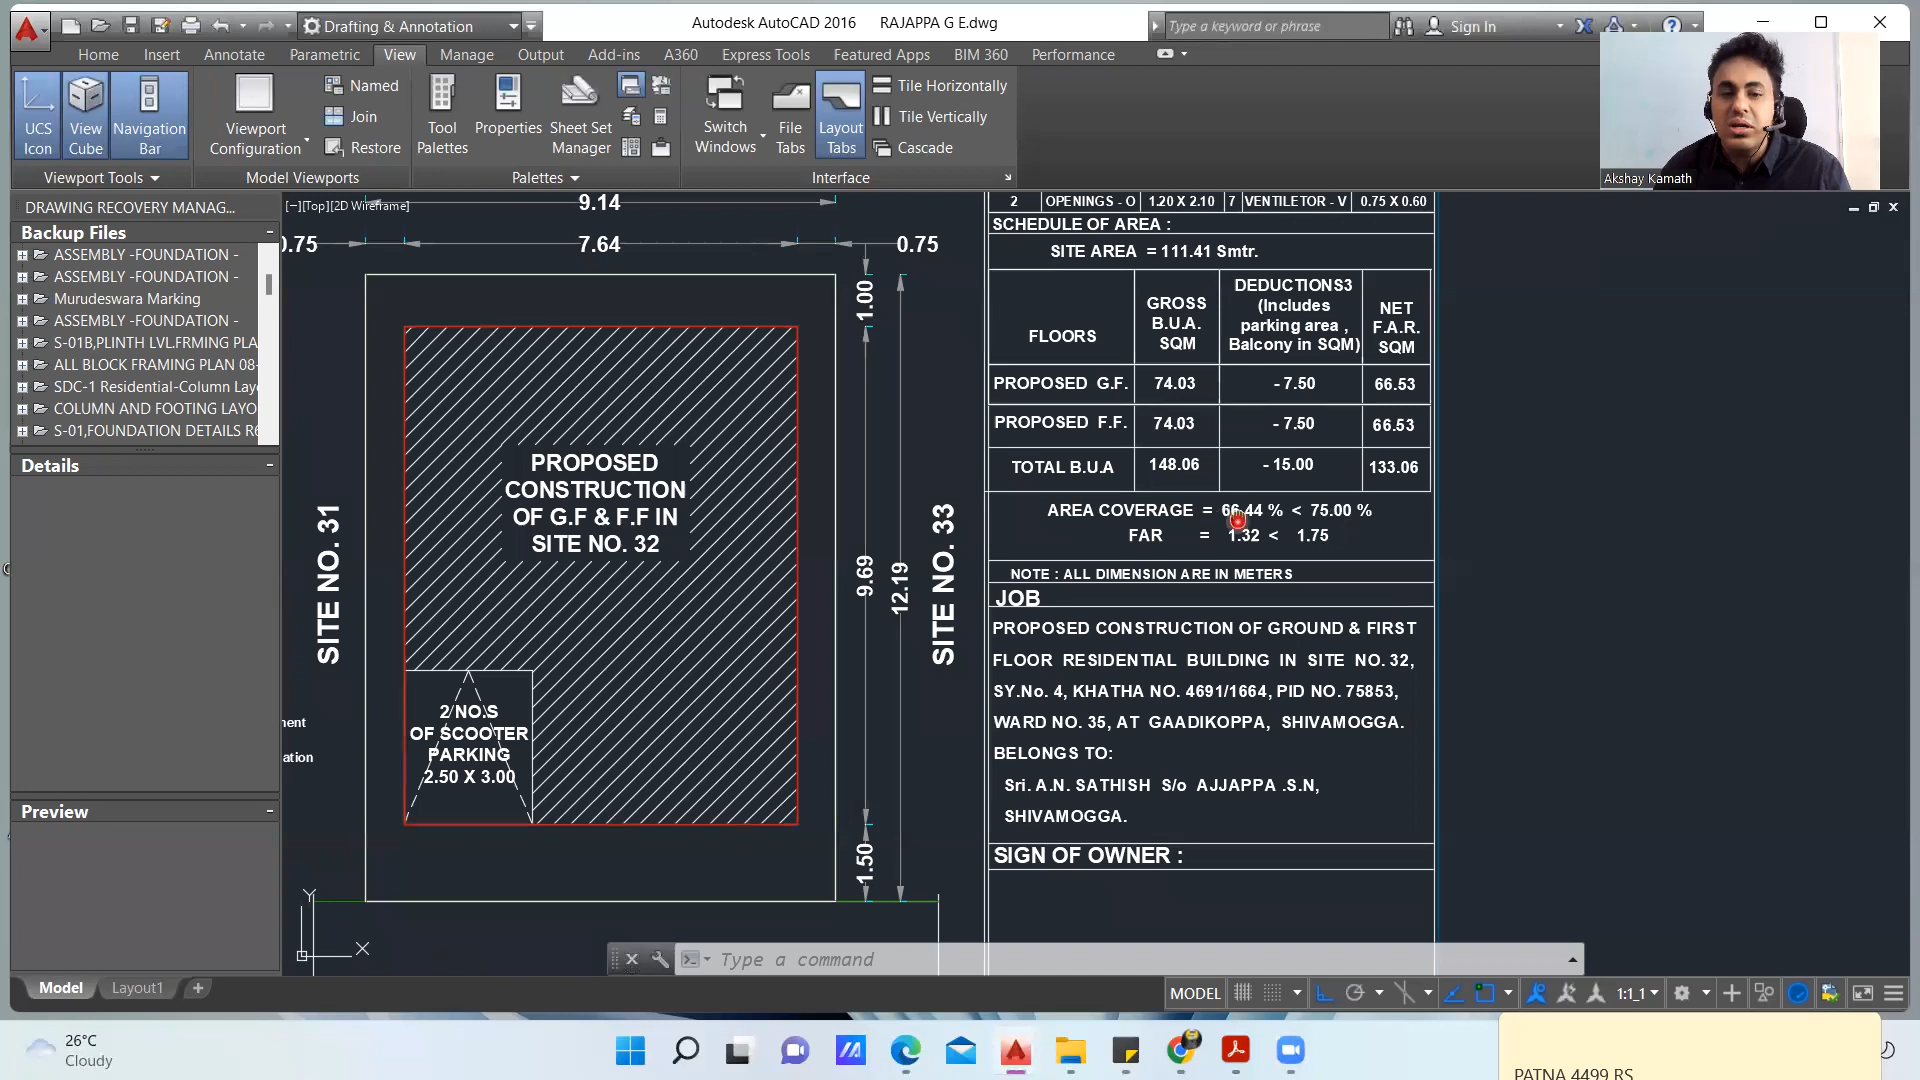 Drafting & Annotation
Autodesk AutoCAD 2016 RAJAPPA G E.dwg
Type a keyword or phrase
Sign In
Home Insert Annotate Parametric View Manage Output Add-ins A360 Express Tools Featured Apps BIM 360 Performance
UCS Icon
View Cube
Navigation Bar
Viewport Configuration
Named
Join
Restore
Tool Palettes
Properties
Sheet Set Manager
Switch Windows
File Tabs
Layout Tabs
Tile Horizontally
Tile Vertically
Cascade
Viewport Tools
Model Viewports
Palettes
Interface
Akshay Kamath
DRAWING RECOVERY MANAG...
Backup Files
ASSEMBLY -FOUNDATION -
ASSEMBLY -FOUNDATION -
Murudeswara Marking
ASSEMBLY -FOUNDATION -
S-01B,PLINTH LVL.FRMING PLA
ALL BLOCK FRAMING PLAN 08-
SDC-1 Residential-Column Lay
COLUMN AND FOOTING LAYO
S-01,FOUNDATION DETAILS R6
Details
Preview
[−][Top][2D Wireframe]
9.14
0.75
7.64
0.75
1.00
9.69
12.19
1.50
SITE NO. 31
SITE NO. 33
PROPOSED
CONSTRUCTION
OF G.F & F.F IN
SITE NO. 32
2 NO.S
OF SCOOTER
PARKING
2.50 X 3.00
ment
ation
Y
X
2 OPENINGS - O 1.20 X 2.10 7 VENTILETOR - V 0.75 X 0.60
SCHEDULE OF AREA :
SITE AREA = 111.41 Smtr.
FLOORS
GROSS
B.U.A.
SQM
DEDUCTIONS3
(Includes
parking area ,
Balcony in SQM)
NET
F.A.R.
SQM
PROPOSED G.F. 74.03 - 7.50 66.53
PROPOSED F.F. 74.03 - 7.50 66.53
TOTAL B.U.A 148.06 - 15.00 133.06
AREA COVERAGE = 66.44 % < 75.00 %
FAR = 1.32 < 1.75
NOTE : ALL DIMENSION ARE IN METERS
JOB
PROPOSED CONSTRUCTION OF GROUND & FIRST
FLOOR RESIDENTIAL BUILDING IN SITE NO. 32,
SY.No. 4, KHATHA NO. 4691/1664, PID NO. 75853,
WARD NO. 35, AT GAADIKOPPA, SHIVAMOGGA.
BELONGS TO:
Sri. A.N. SATHISH S/o AJJAPPA .S.N,
SHIVAMOGGA.
SIGN OF OWNER :
Type a command
Model
Layout1
MODEL
1:1_1
26°C
Cloudy
PATNA 4499 RS